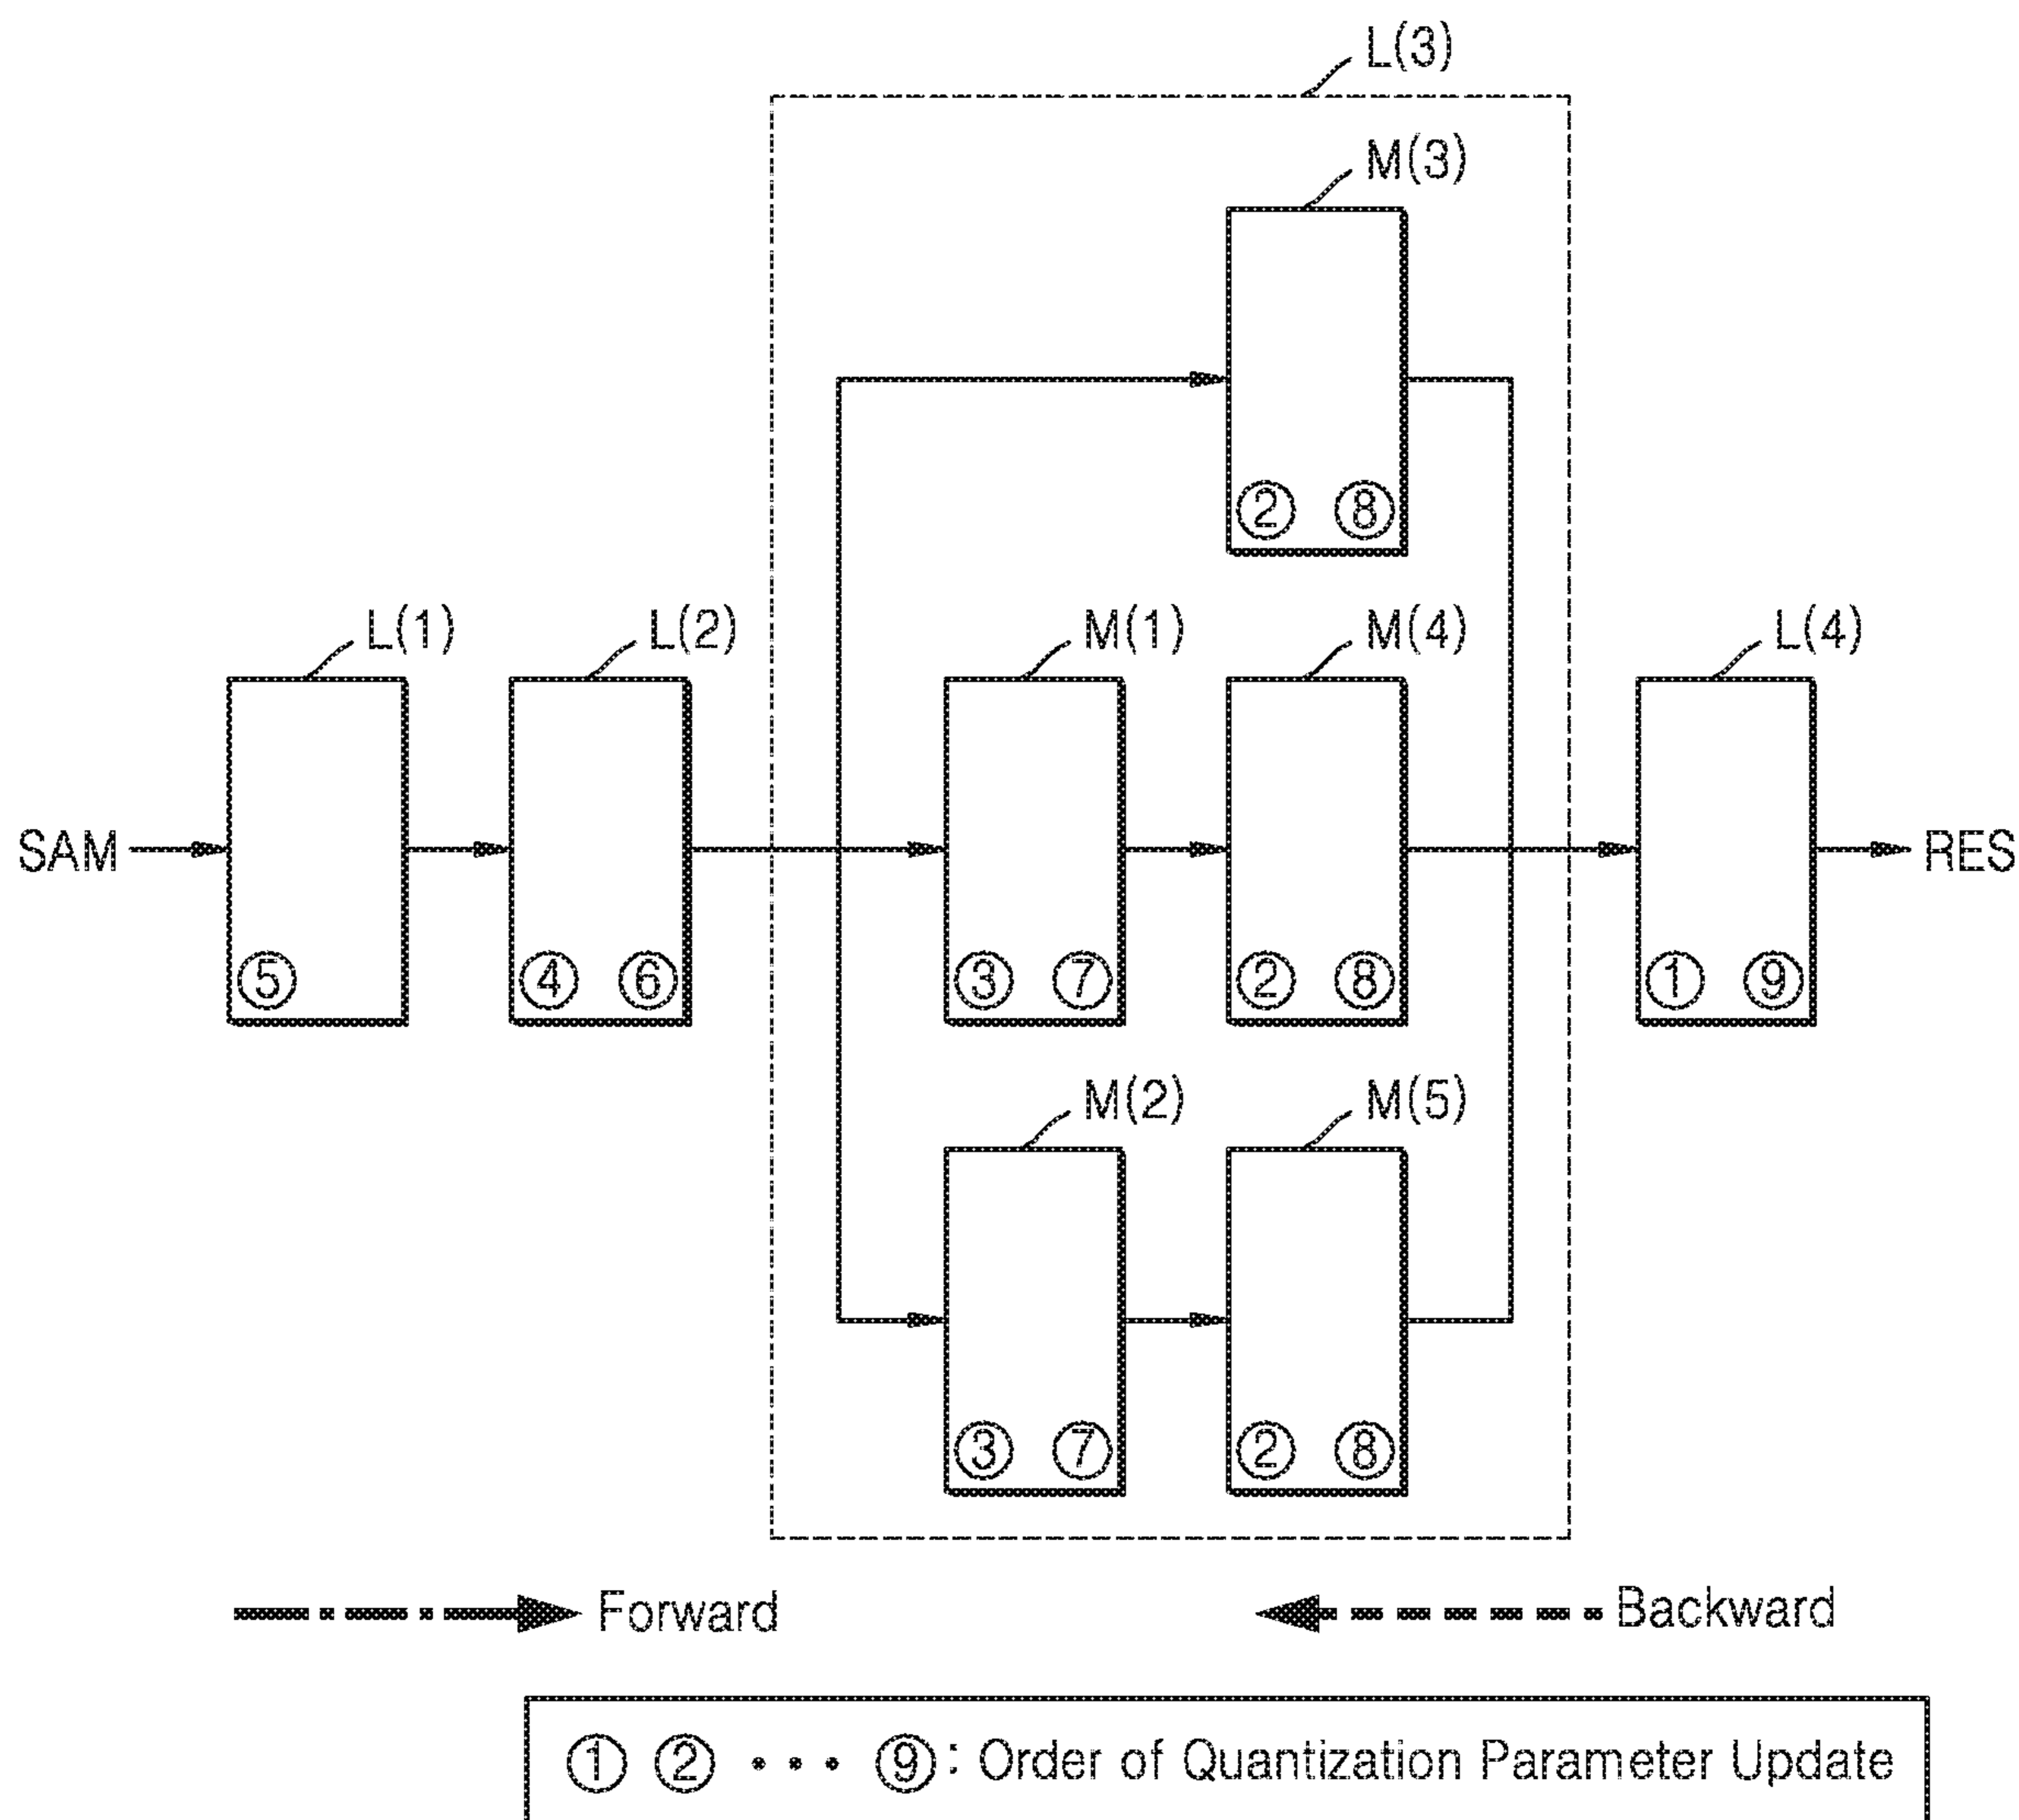 L(3)
M(3)
② ⑧
L(1) L(2) M(1) M(4) L(4)
SAM RES
⑤ ④ ⑥ ③ ⑦ ② ⑧ ① ⑨
M(2) M(5)
③ ⑦ ② ⑧
Forward Backward
① ② • • • ⑨ : Order of Quantization Parameter Update